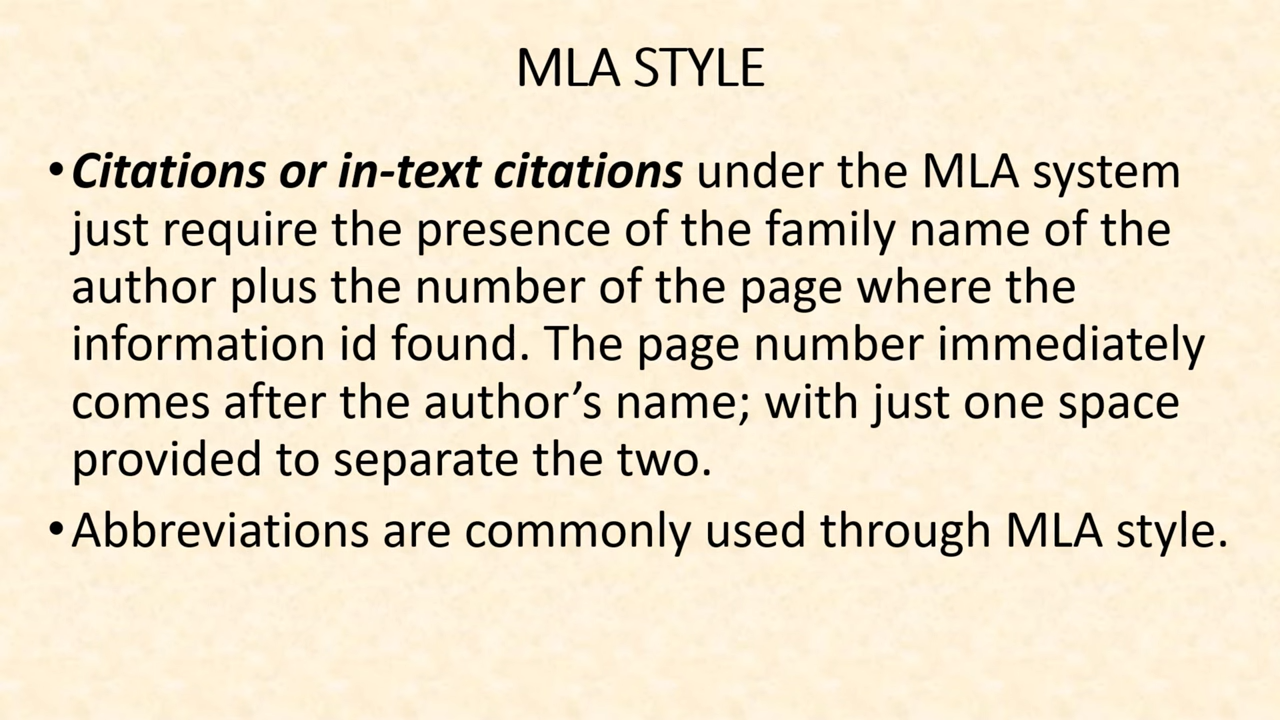 MLA STYLE
•Citations or in-text citations under the MLA system
just require the presence of the family name of the
author plus the number of the page where the
information id found. The page number immediately
comes after the author’s name; with just one space
provided to separate the two.
•Abbreviations are commonly used through MLA style.